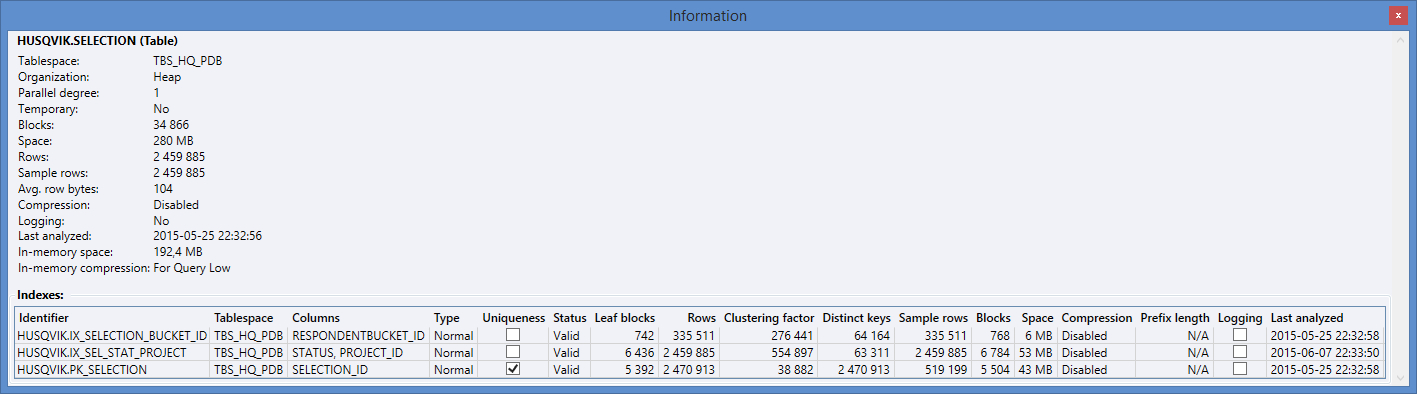 Information
x
HUSQVIK.SELECTION (Table)
Tablespace: TBS_HQ_PDB
Organization: Heap
Parallel degree: 1
Temporary: No
Blocks: 34 866
Space: 280 MB
Rows: 2 459 885
Sample rows: 2 459 885
Avg. row bytes: 104
Compression: Disabled
Logging: No
Last analyzed: 2015-05-25 22:32:56
In-memory space: 192,4 MB
In-memory compression: For Query Low
Indexes:
Identifier Tablespace Columns Type Uniqueness Status Leaf blocks Rows Clustering factor Distinct keys Sample rows Blocks Space Compression Prefix length Logging Last analyzed
HUSQVIK.IX_SELECTION_BUCKET_ID TBS_HQ_PDB RESPONDENTBUCKET_ID Normal Valid 742 335 511 276 441 64 164 335 511 768 6 MB Disabled N/A 2015-05-25 22:32:58
HUSQVIK.IX_SEL_STAT_PROJECT TBS_HQ_PDB STATUS, PROJECT_ID Normal Valid 6 436 2 459 885 554 897 63 311 2 459 885 6 784 53 MB Disabled N/A 2015-06-07 22:33:50
HUSQVIK.PK_SELECTION TBS_HQ_PDB SELECTION_ID Normal Valid 5 392 2 470 913 38 882 2 470 913 519 199 5 504 43 MB Disabled N/A 2015-05-25 22:32:58